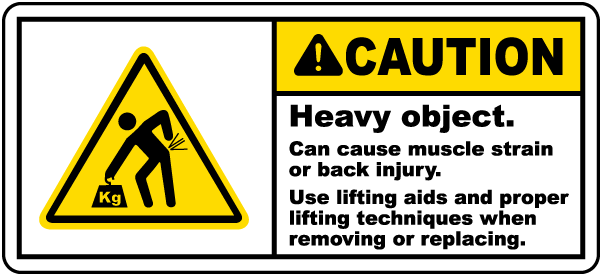 Kg
CAUTION
Heavy object.
Can cause muscle strain
or back injury.
Use lifting aids and proper
lifting techniques when
removing or replacing.